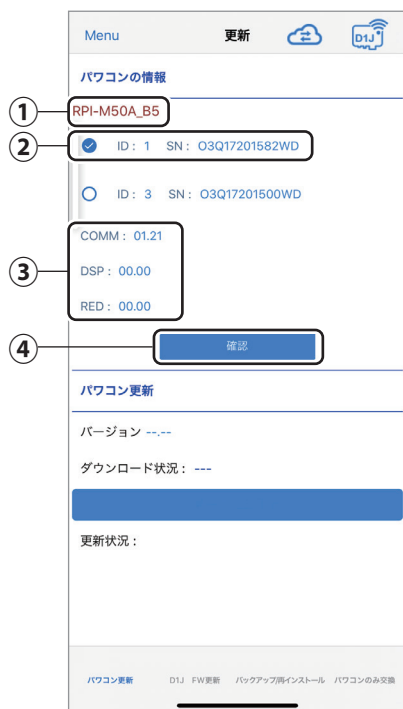 Menu 更新 D1J
パワコンの情報
① RPI-M50A_B5
② ID： 1 SN： O3Q17201582WD
ID： 3 SN： O3Q17201500WD
COMM： 01.21
③ DSP： 00.00
RED： 00.00
④ 確認
パワコン更新
バージョン --.--
ダウンロード状況： ---
更新状況：
パワコン更新 D1J FW更新 バックアップ/再インストール パワコンのみ交換